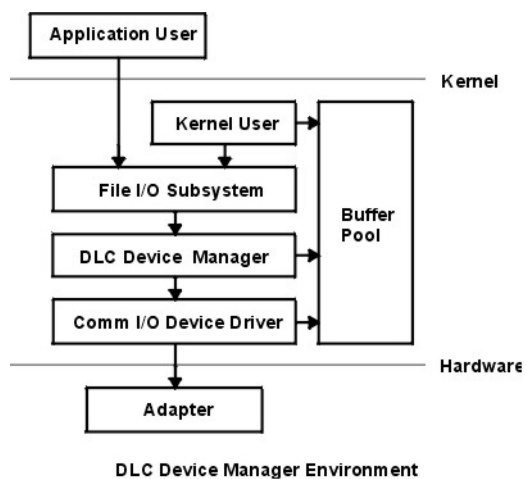 Application User
Kernel
Kernel User
File I/O Subsystem
Buffer
Pool
DLC Device Manager
Comm I/O Device Driver
Hardware
Adapter
DLC Device Manager Environment